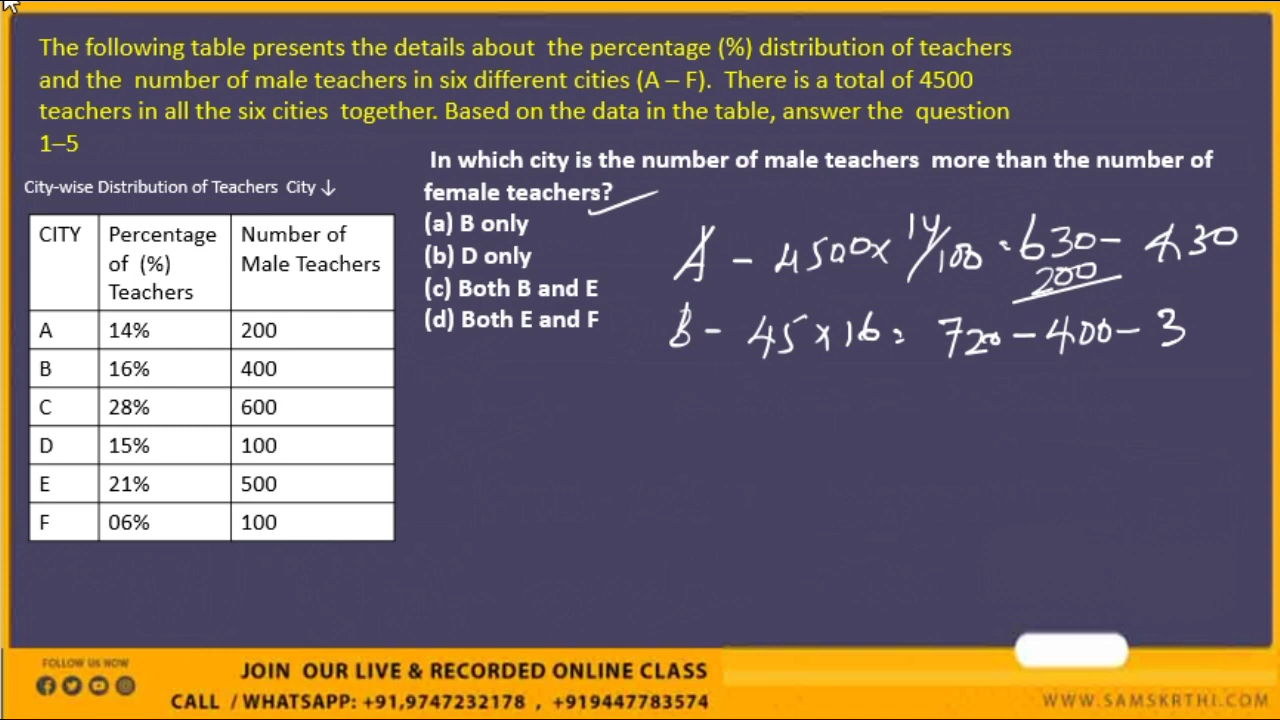 The following table presents the details about the percentage (%) distribution of teachers
and the number of male teachers in six different cities (A – F). There is a total of 4500
teachers in all the six cities together. Based on the data in the table, answer the question
1–5
City-wise Distribution of Teachers City ↓
CITY Percentage of (%) Teachers Number of Male Teachers
A 14% 200
B 16% 400
C 28% 600
D 15% 100
E 21% 500
F 06% 100
In which city is the number of male teachers more than the number of
female teachers?
(a) B only
(b) D only
(c) Both B and E
(d) Both E and F
A - 4500 x 14/100 = 630 - 430
200
B - 45 x 16 = 720 - 400 - 3
FOLLOW US NOW
JOIN OUR LIVE & RECORDED ONLINE CLASS
CALL / WHATSAPP: +91,9747232178 , +919447783574
WWW.SAMSKRTHI.COM